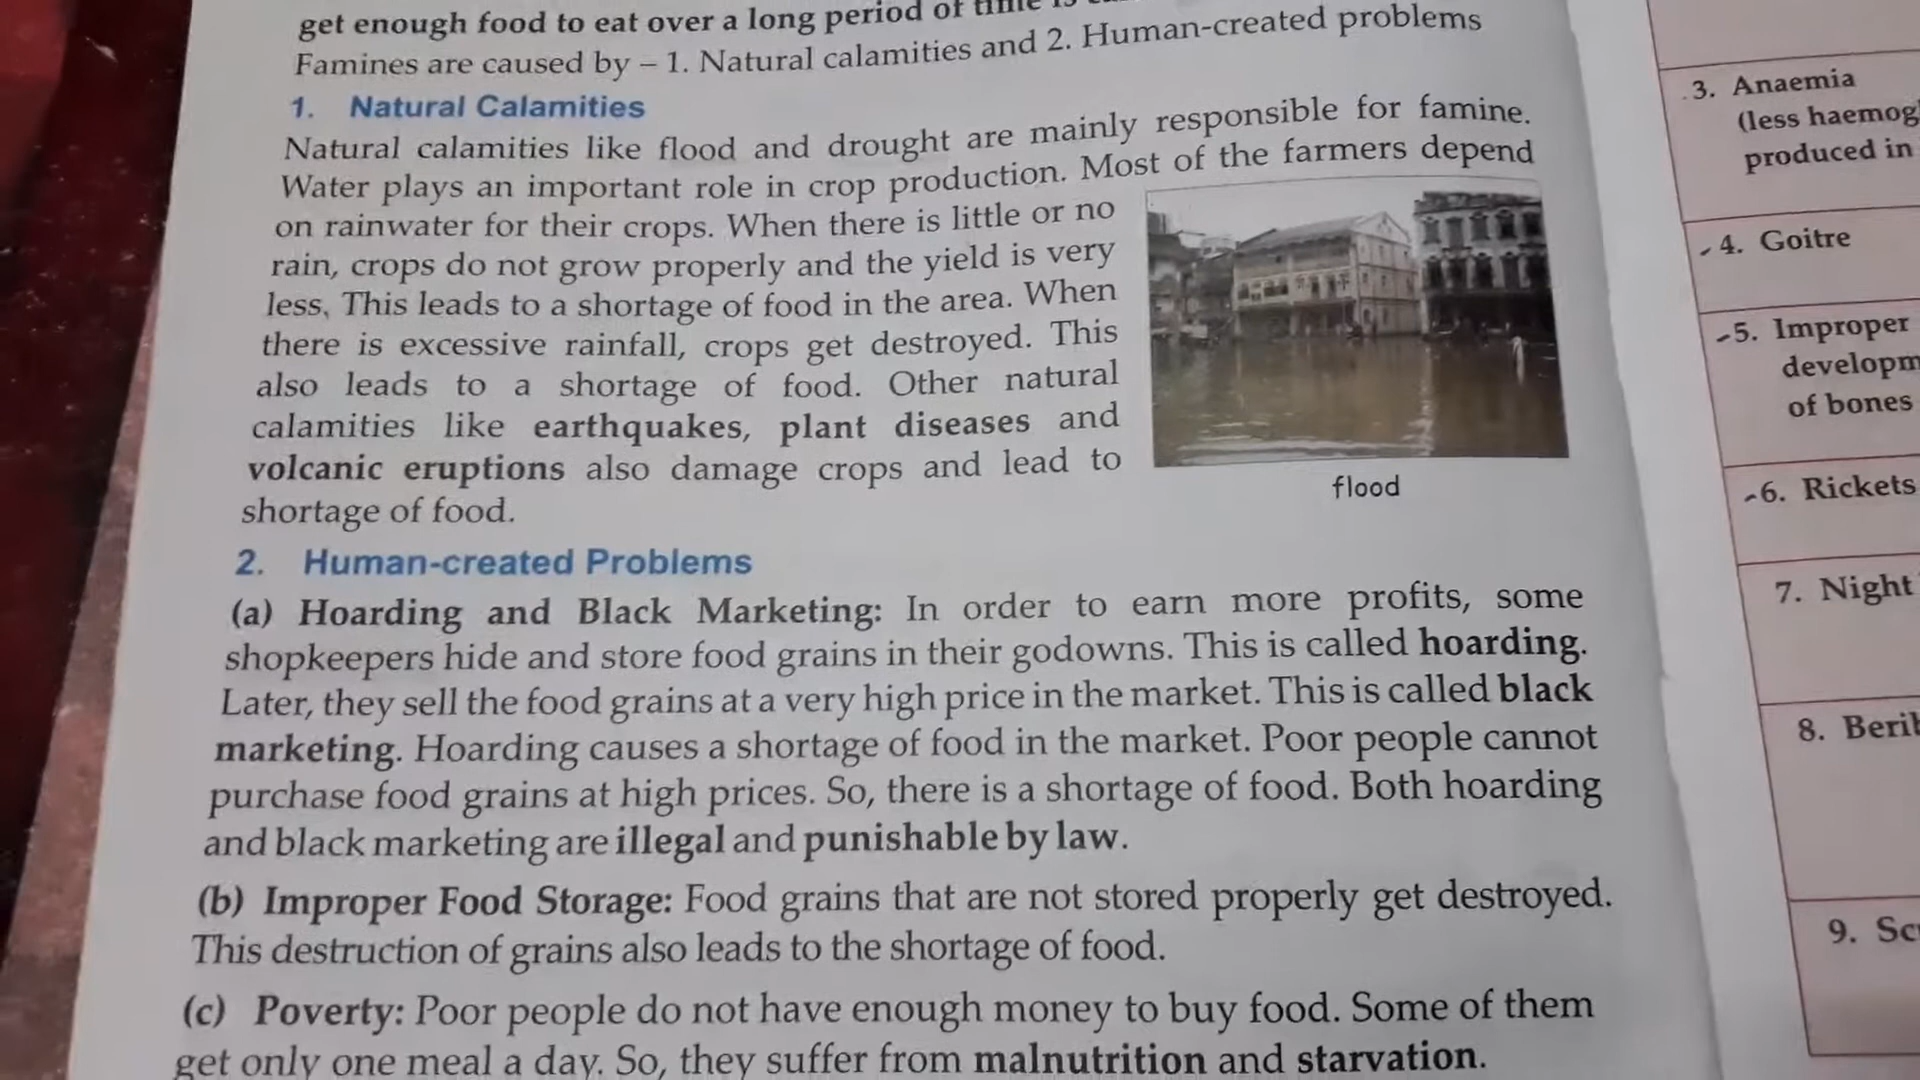 get enough food to eat over a long period of time is
Famines are caused by – 1. Natural calamities and 2. Human-created problems
1. Natural Calamities
Natural calamities like flood and drought are mainly responsible for famine.
Water plays an important role in crop production. Most of the farmers depend
on rainwater for their crops. When there is little or no
rain, crops do not grow properly and the yield is very
less, This leads to a shortage of food in the area. When
there is excessive rainfall, crops get destroyed. This
also leads to a shortage of food. Other natural
calamities like earthquakes, plant diseases and
volcanic eruptions also damage crops and lead to
shortage of food.
flood
2. Human-created Problems
(a) Hoarding and Black Marketing: In order to earn more profits, some
shopkeepers hide and store food grains in their godowns. This is called hoarding.
Later, they sell the food grains at a very high price in the market. This is called black
marketing. Hoarding causes a shortage of food in the market. Poor people cannot
purchase food grains at high prices. So, there is a shortage of food. Both hoarding
and black marketing are illegal and punishable by law.
(b) Improper Food Storage: Food grains that are not stored properly get destroyed.
This destruction of grains also leads to the shortage of food.
(c) Poverty: Poor people do not have enough money to buy food. Some of them
get only one meal a day. So, they suffer from malnutrition and starvation.
3. Anaemia
(less haemog
produced in
4. Goitre
5. Improper
developm
of bones
6. Rickets
7. Night
8. Beri
9. Sc